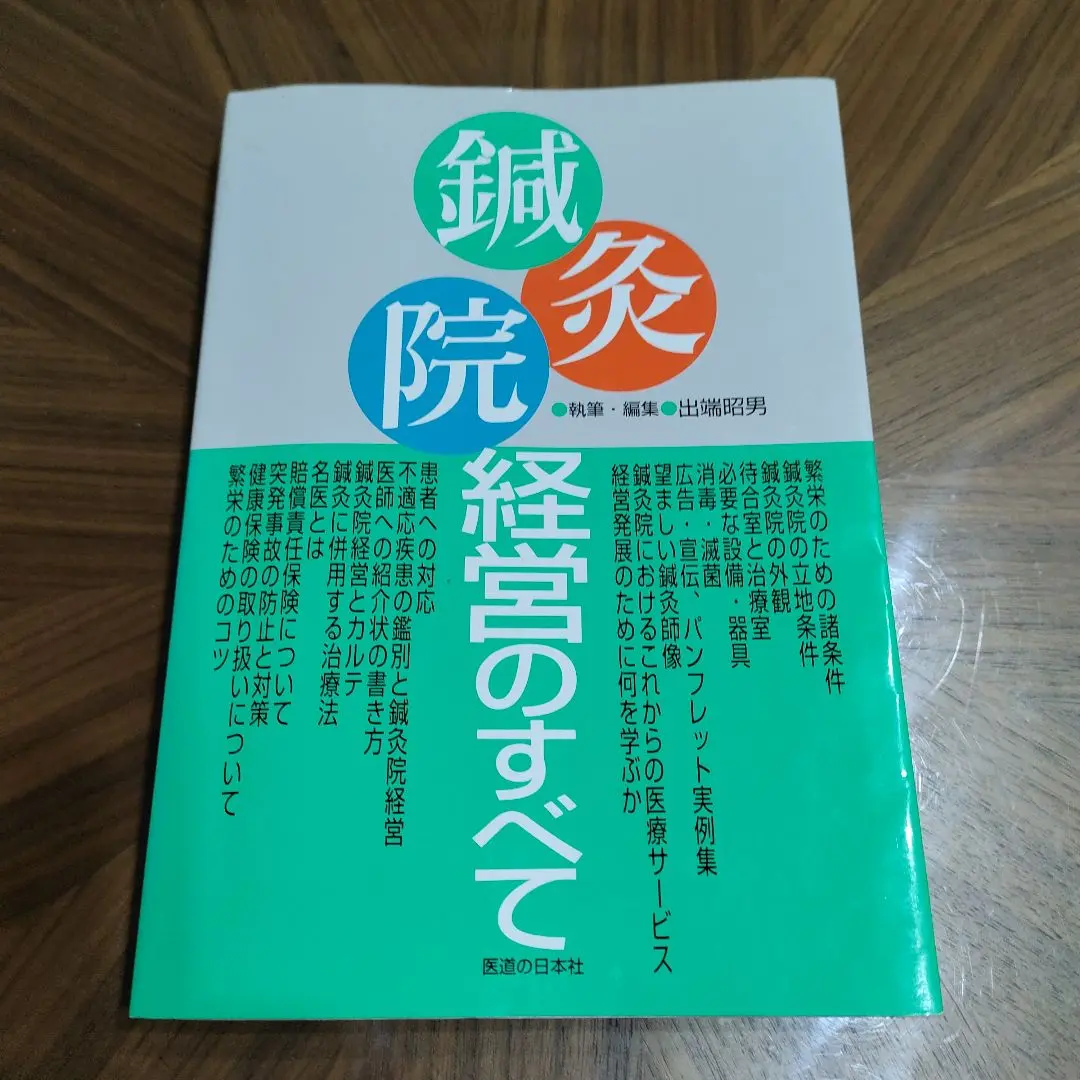 鍼
灸
院
経営のすべて
●執筆・編集●出端昭男
繁栄のための諸条件
鍼灸院の立地条件
鍼灸院の外観
待合室と治療室
必要な設備・器具
消毒・滅菌
広告・宣伝、パンフレット実例集
望ましい鍼灸師像
鍼灸院におけるこれからの医療サービス
経営発展のために何を学ぶか
患者への対応
不適応疾患の鑑別と鍼灸院経営
医師への紹介状の書き方
鍼灸院経営とカルテ
鍼灸に併用する治療法
名医とは
賠償責任保険について
突発事故の防止と対策
健康保険の取り扱いについて
繁栄のためのコツ
医道の日本社